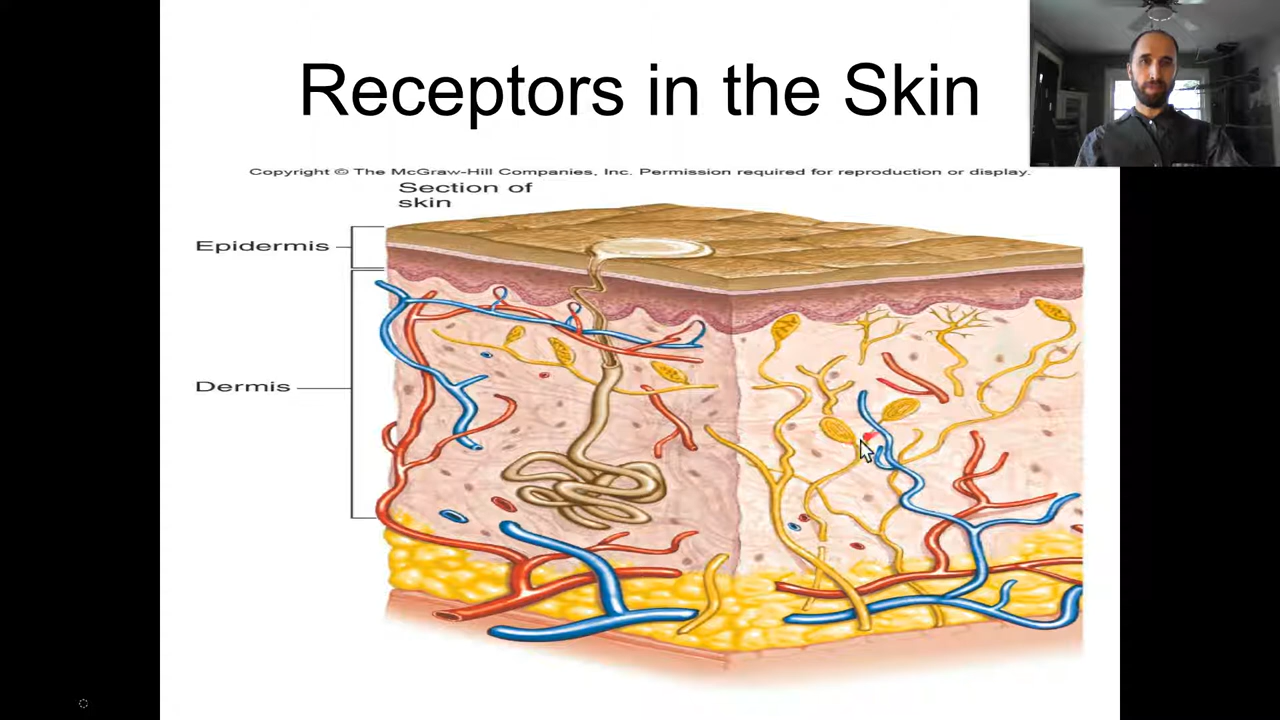 Receptors in the Skin
Copyright © The McGraw-Hill Companies, Inc. Permission required for reproduction or display.
Section of
skin
Epidermis
Dermis